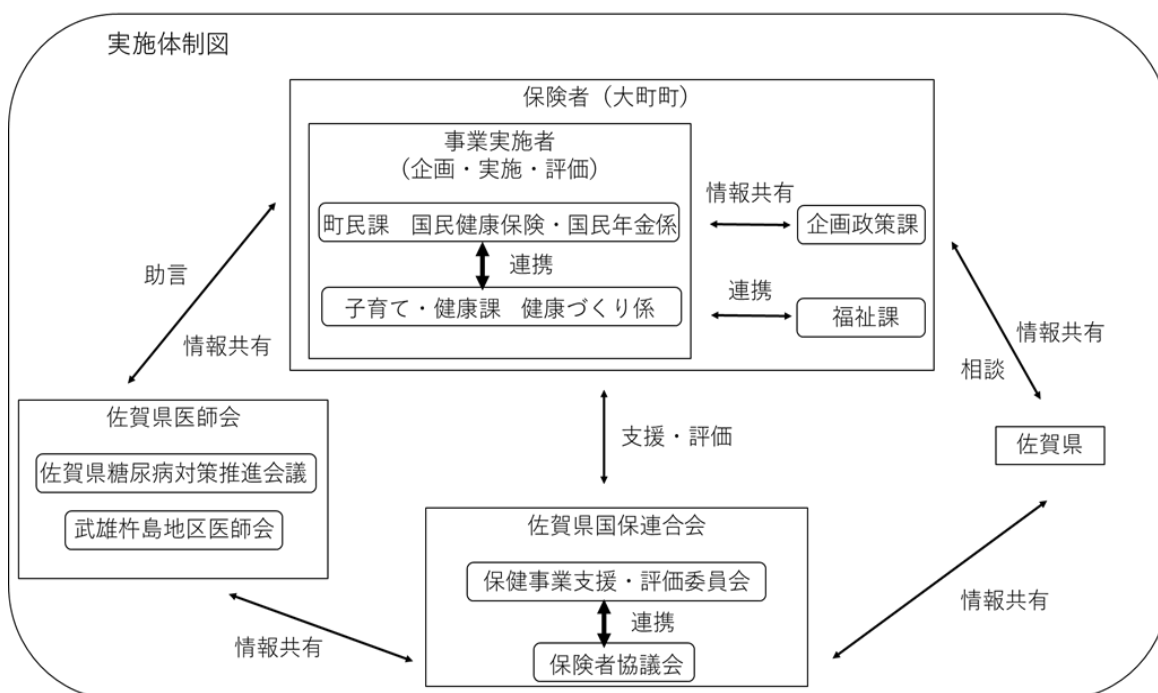 実施体制図
保険者（大町町）
事業実施者
（企画・実施・評価）
町民課　国民健康保険・国民年金係
連携
子育て・健康課　健康づくり係
情報共有
企画政策課
連携
福祉課
助言
情報共有
情報共有
相談
佐賀県医師会
佐賀県糖尿病対策推進会議
武雄杵島地区医師会
支援・評価
佐賀県
佐賀県国保連合会
保健事業支援・評価委員会
連携
保険者協議会
情報共有
情報共有